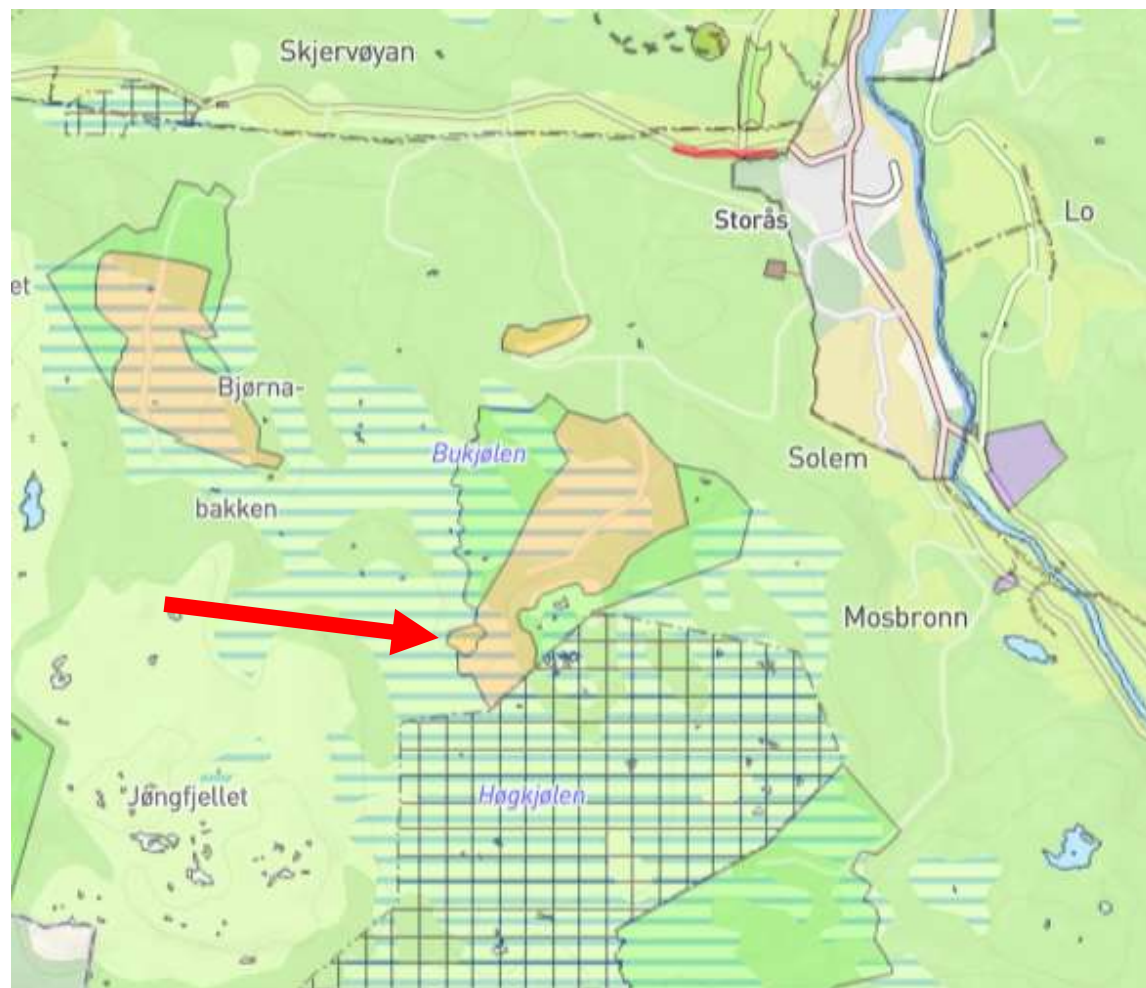 Skjervøyan
Storås
Lo
et
Bjørna-
Bukjølen
Solem
bakken
Mosbronn
Jøngfjellet
Høgkjølen